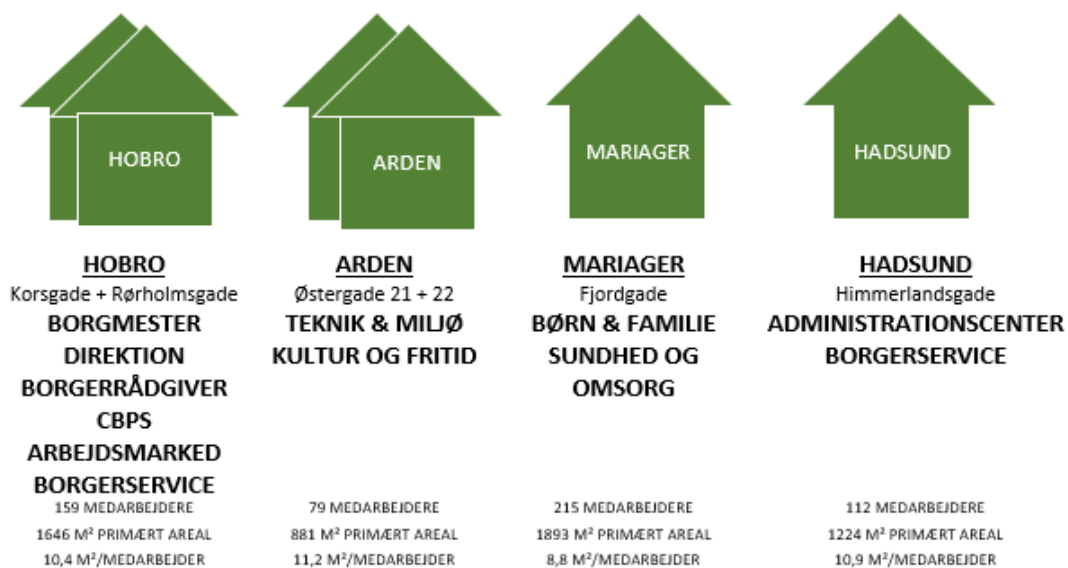 HOBRO
ARDEN
MARIAGER
HADSUND
HOBRO
Korsgade + Rørholmsgade
BORGMESTER
DIREKTION
BORGERRÅDGIVER
CBPS
ARBEJDSMARKED
BORGERSERVICE
159 MEDARBEJDERE
1646 M² PRIMÆRT AREAL
10,4 M²/MEDARBEJDER
ARDEN
Østergade 21 + 22
TEKNIK & MILJØ
KULTUR OG FRITID
79 MEDARBEJDERE
881 M² PRIMÆRT AREAL
11,2 M²/MEDARBEJDER
MARIAGER
Fjordgade
BØRN & FAMILIE
SUNDHED OG
OMSORG
215 MEDARBEJDERE
1893 M² PRIMÆRT AREAL
8,8 M²/MEDARBEJDER
HADSUND
Himmerlandsgade
ADMINISTRATIONSCENTER
BORGERSERVICE
112 MEDARBEJDERE
1224 M² PRIMÆRT AREAL
10,9 M²/MEDARBEJDER